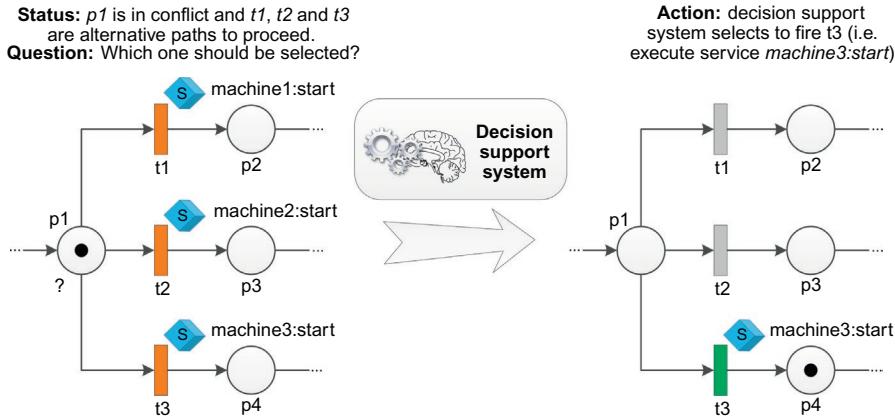 Status: p1 is in conflict and t1, t2 and t3
are alternative paths to proceed.
Question: Which one should be selected?
S machine1:start
t1
p2
...
p1
...
?
S machine2:start
t2
p3
...
S machine3:start
t3
p4
...
Decision
support
system
Action: decision support
system selects to fire t3 (i.e.
execute service machine3:start)
t1
p2
...
p1
...
t2
p3
...
S machine3:start
t3
p4
...